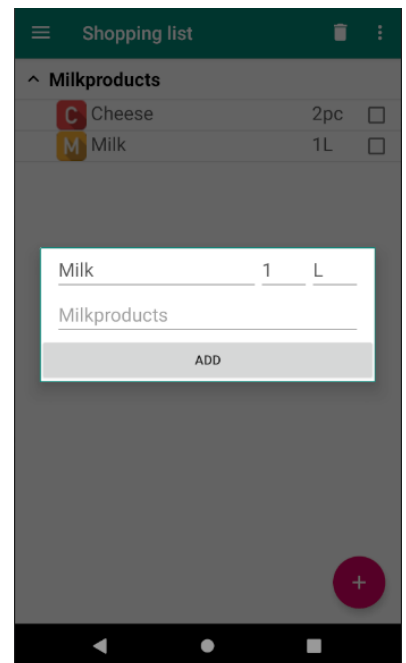 Shopping list
Milkproducts
C Cheese 2pc
M Milk 1L
Milk 1 L
Milkproducts
ADD
+